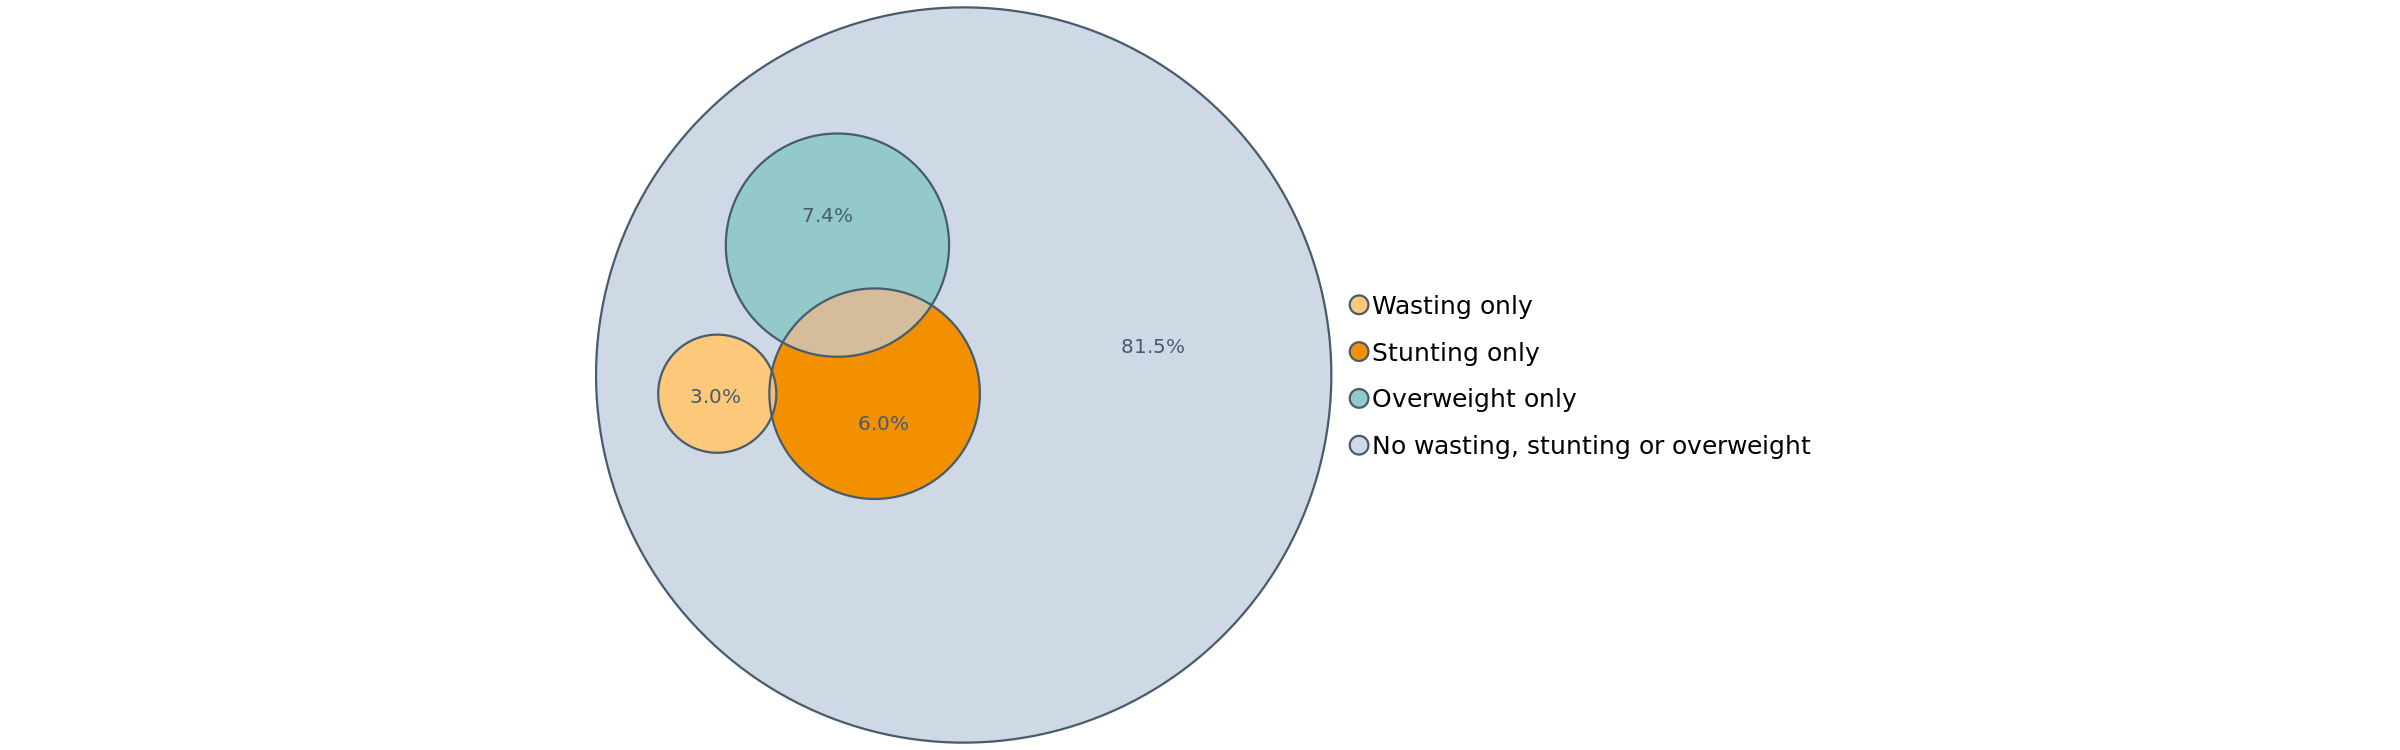 7.4%
81.5%
3.0%
6.0%
Wasting only
Stunting only
Overweight only
No wasting, stunting or overweight